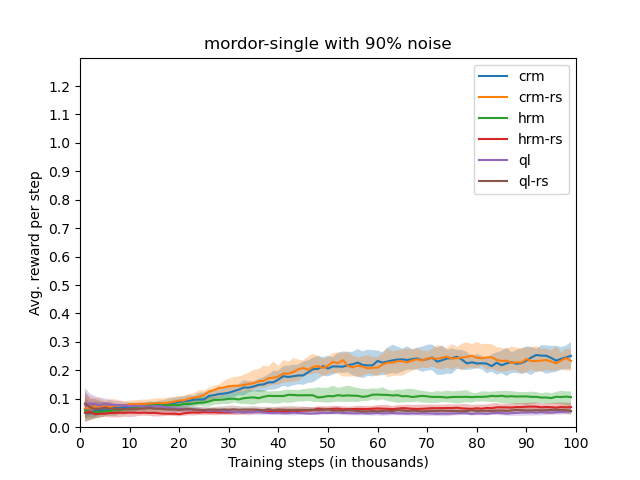 mordor-single with 90% noise
Avg. reward per step
1.2
1.1
1.0
0.9
0.8
0.7
0.6
0.5
0.4
0.3
0.2
0.1
0.0
crm
crm-rs
hrm
hrm-rs
ql
ql-rs
0 10 20 30 40 50 60 70 80 90 100
Training steps (in thousands)